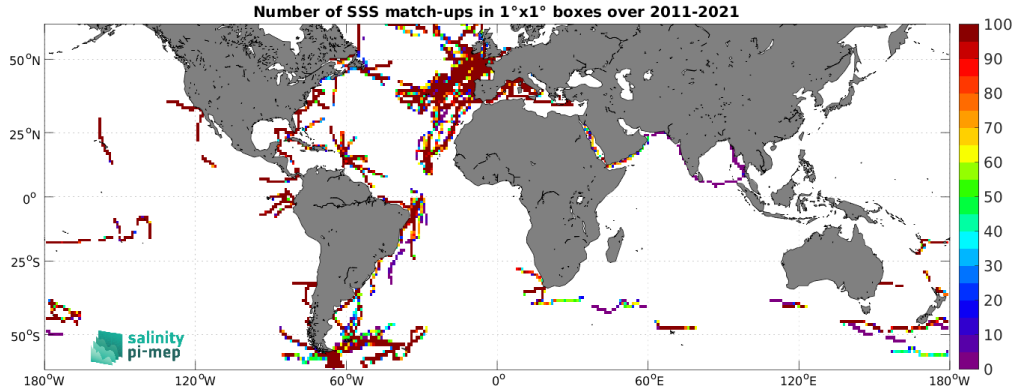 Number of SSS match-ups in 1°x1° boxes over 2011-2021
50°N
25°N
0°
25°S
50°S
180°W
120°W
60°W
0°
60°E
120°E
180°W
100
90
80
70
60
50
40
30
20
10
0
salinity
pi-mep